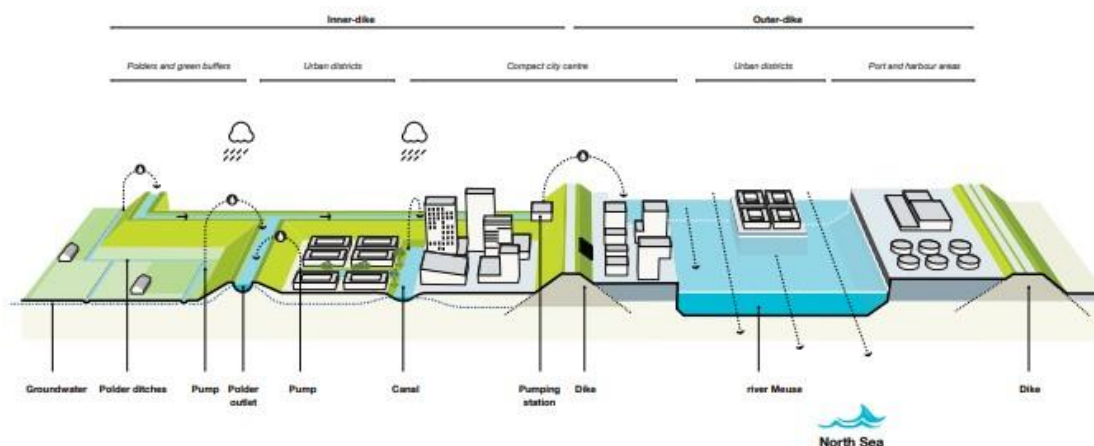 Inner-dike
Outer-dike
Polders and green buffers
Urban districts
Compact city centre
Urban districts
Port and harbour areas
Groundwater
Polder ditches
Pump
Polder
outlet
Pump
Canal
Pumping
station
Dike
river Meuse
Dike
North Sea